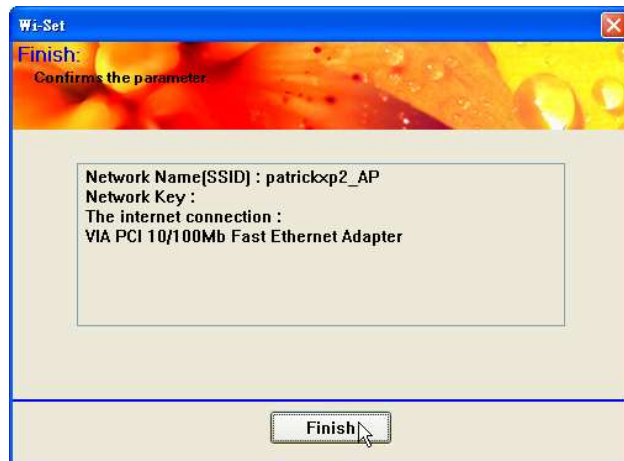 Wi-Set
Finish:
Confirms the parameter
Network Name(SSID) : patrickxp2_AP
Network Key :
The internet connection :
VIA PCI 10/100Mb Fast Ethernet Adapter
Finish